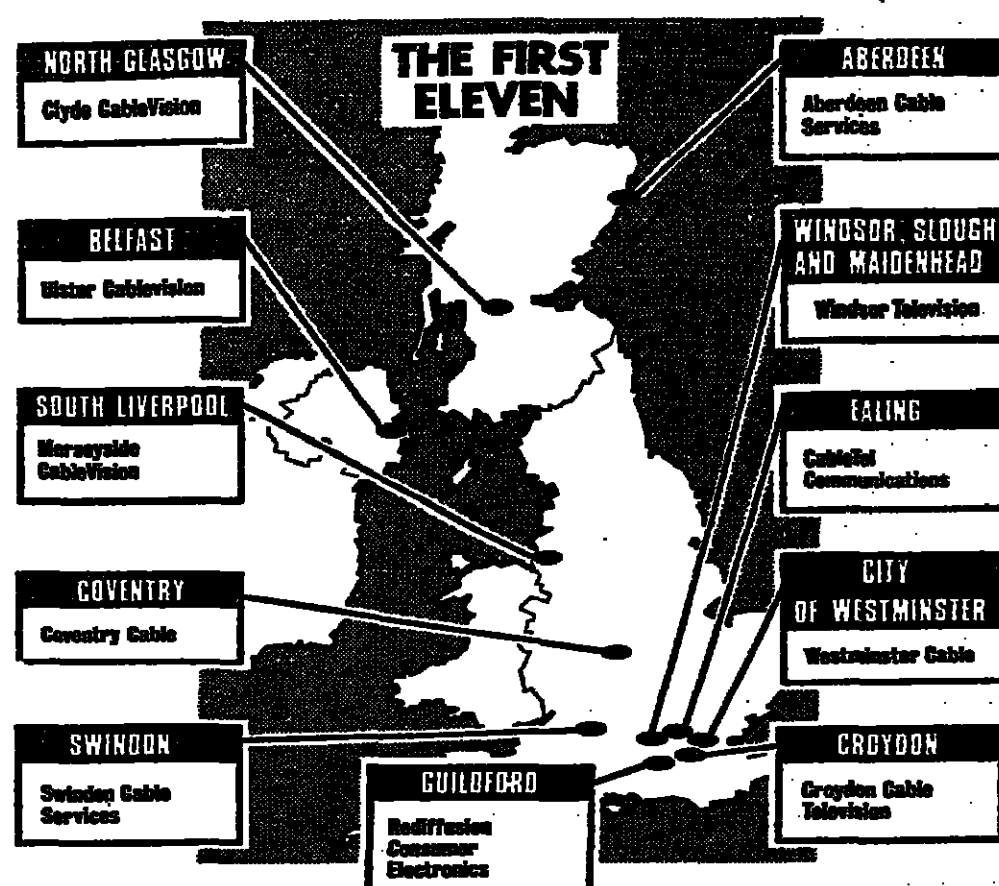 THE FIRST
ELEVEN
NORTH GLASGOW
Clyde CableVision
BELFAST
Ulster Cablevision
SOUTH LIVERPOOL
Merseyside
CableVision
COVENTRY
Coventry Cable
SWINDON
Swindon Cable
Services
GUILDFORD
Rediffusion
Consumer
Electronics
ABERDEEN
Aberdeen Cable
Services
WINDSOR, SLOUGH
AND MAIDENHEAD
Windsor Television
EALING
CableTel
Communications
CITY
OF WESTMINSTER
Westminster Cable
CROYDON
Croydon Cable
Television